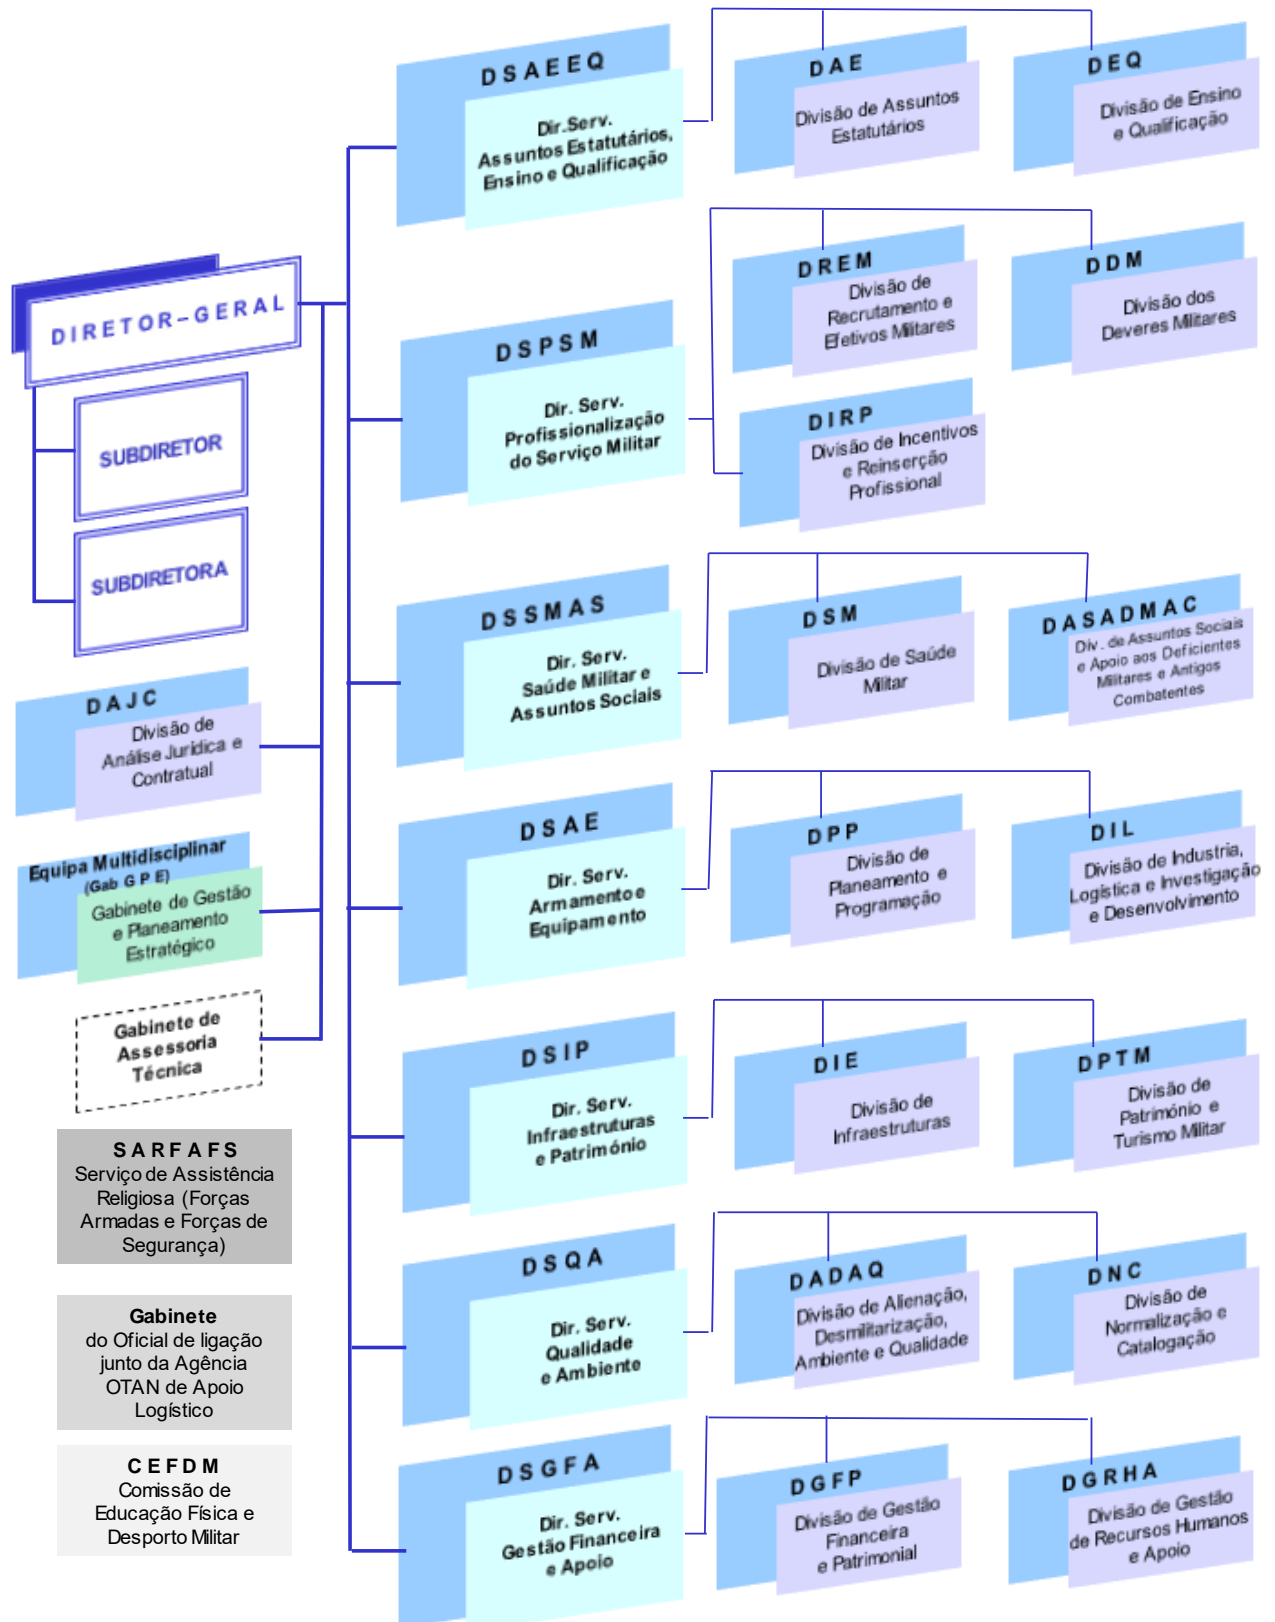 DIRETOR–GERAL
SUBDIRETOR
SUBDIRETORA
DAJC
Divisão de
Análise Jurídica e
Contratual
Equipa Multidisciplinar
(Gab G P E)
Gabinete de Gestão
e Planeamento
Estratégico
Gabinete de
Assessoria
Técnica
SARFAFS
Serviço de Assistência
Religiosa (Forças
Armadas e Forças de
Segurança)
Gabinete
do Oficial de ligação
junto da Agência
OTAN de Apoio
Logístico
CEFDM
Comissão de
Educação Física e
Desporto Militar
DSAEEQ
Dir.Serv.
Assuntos Estatutários,
Ensino e Qualificação
DAE
Divisão de Assuntos
Estatutários
DEQ
Divisão de Ensino
e Qualificação
DSPSM
Dir. Serv.
Profissionalização
do Serviço Militar
DREM
Divisão de
Recrutamento e
Efetivos Militares
DDM
Divisão dos
Deveres Militares
DIRP
Divisão de Incentivos
e Reinserção
Profissional
DSSMAS
Dir. Serv.
Saúde Militar e
Assuntos Sociais
DSM
Divisão de Saúde
Militar
DASADMAC
Div. de Assuntos Sociais
e Apoio aos Deficientes
Militares e Antigos
Combatentes
DSAE
Dir. Serv.
Armamento e
Equipamento
DPP
Divisão de
Planeamento e
Programação
DIL
Divisão de Industria,
Logística e Investigação
e Desenvolvimento
DSIP
Dir. Serv.
Infraestruturas
e Património
DIE
Divisão de
Infraestruturas
DPTM
Divisão de
Património e
Turismo Militar
DSQA
Dir. Serv.
Qualidade
e Ambiente
DADAQ
Divisão de Alienação,
Desmilitarização,
Ambiente e Qualidade
DNC
Divisão de
Normalização e
Catalogação
DSGFA
Dir. Serv.
Gestão Financeira
e Apoio
DGFP
Divisão de Gestão
Financeira
e Patrimonial
DGRHA
Divisão de Gestão
de Recursos Humanos
e Apoio